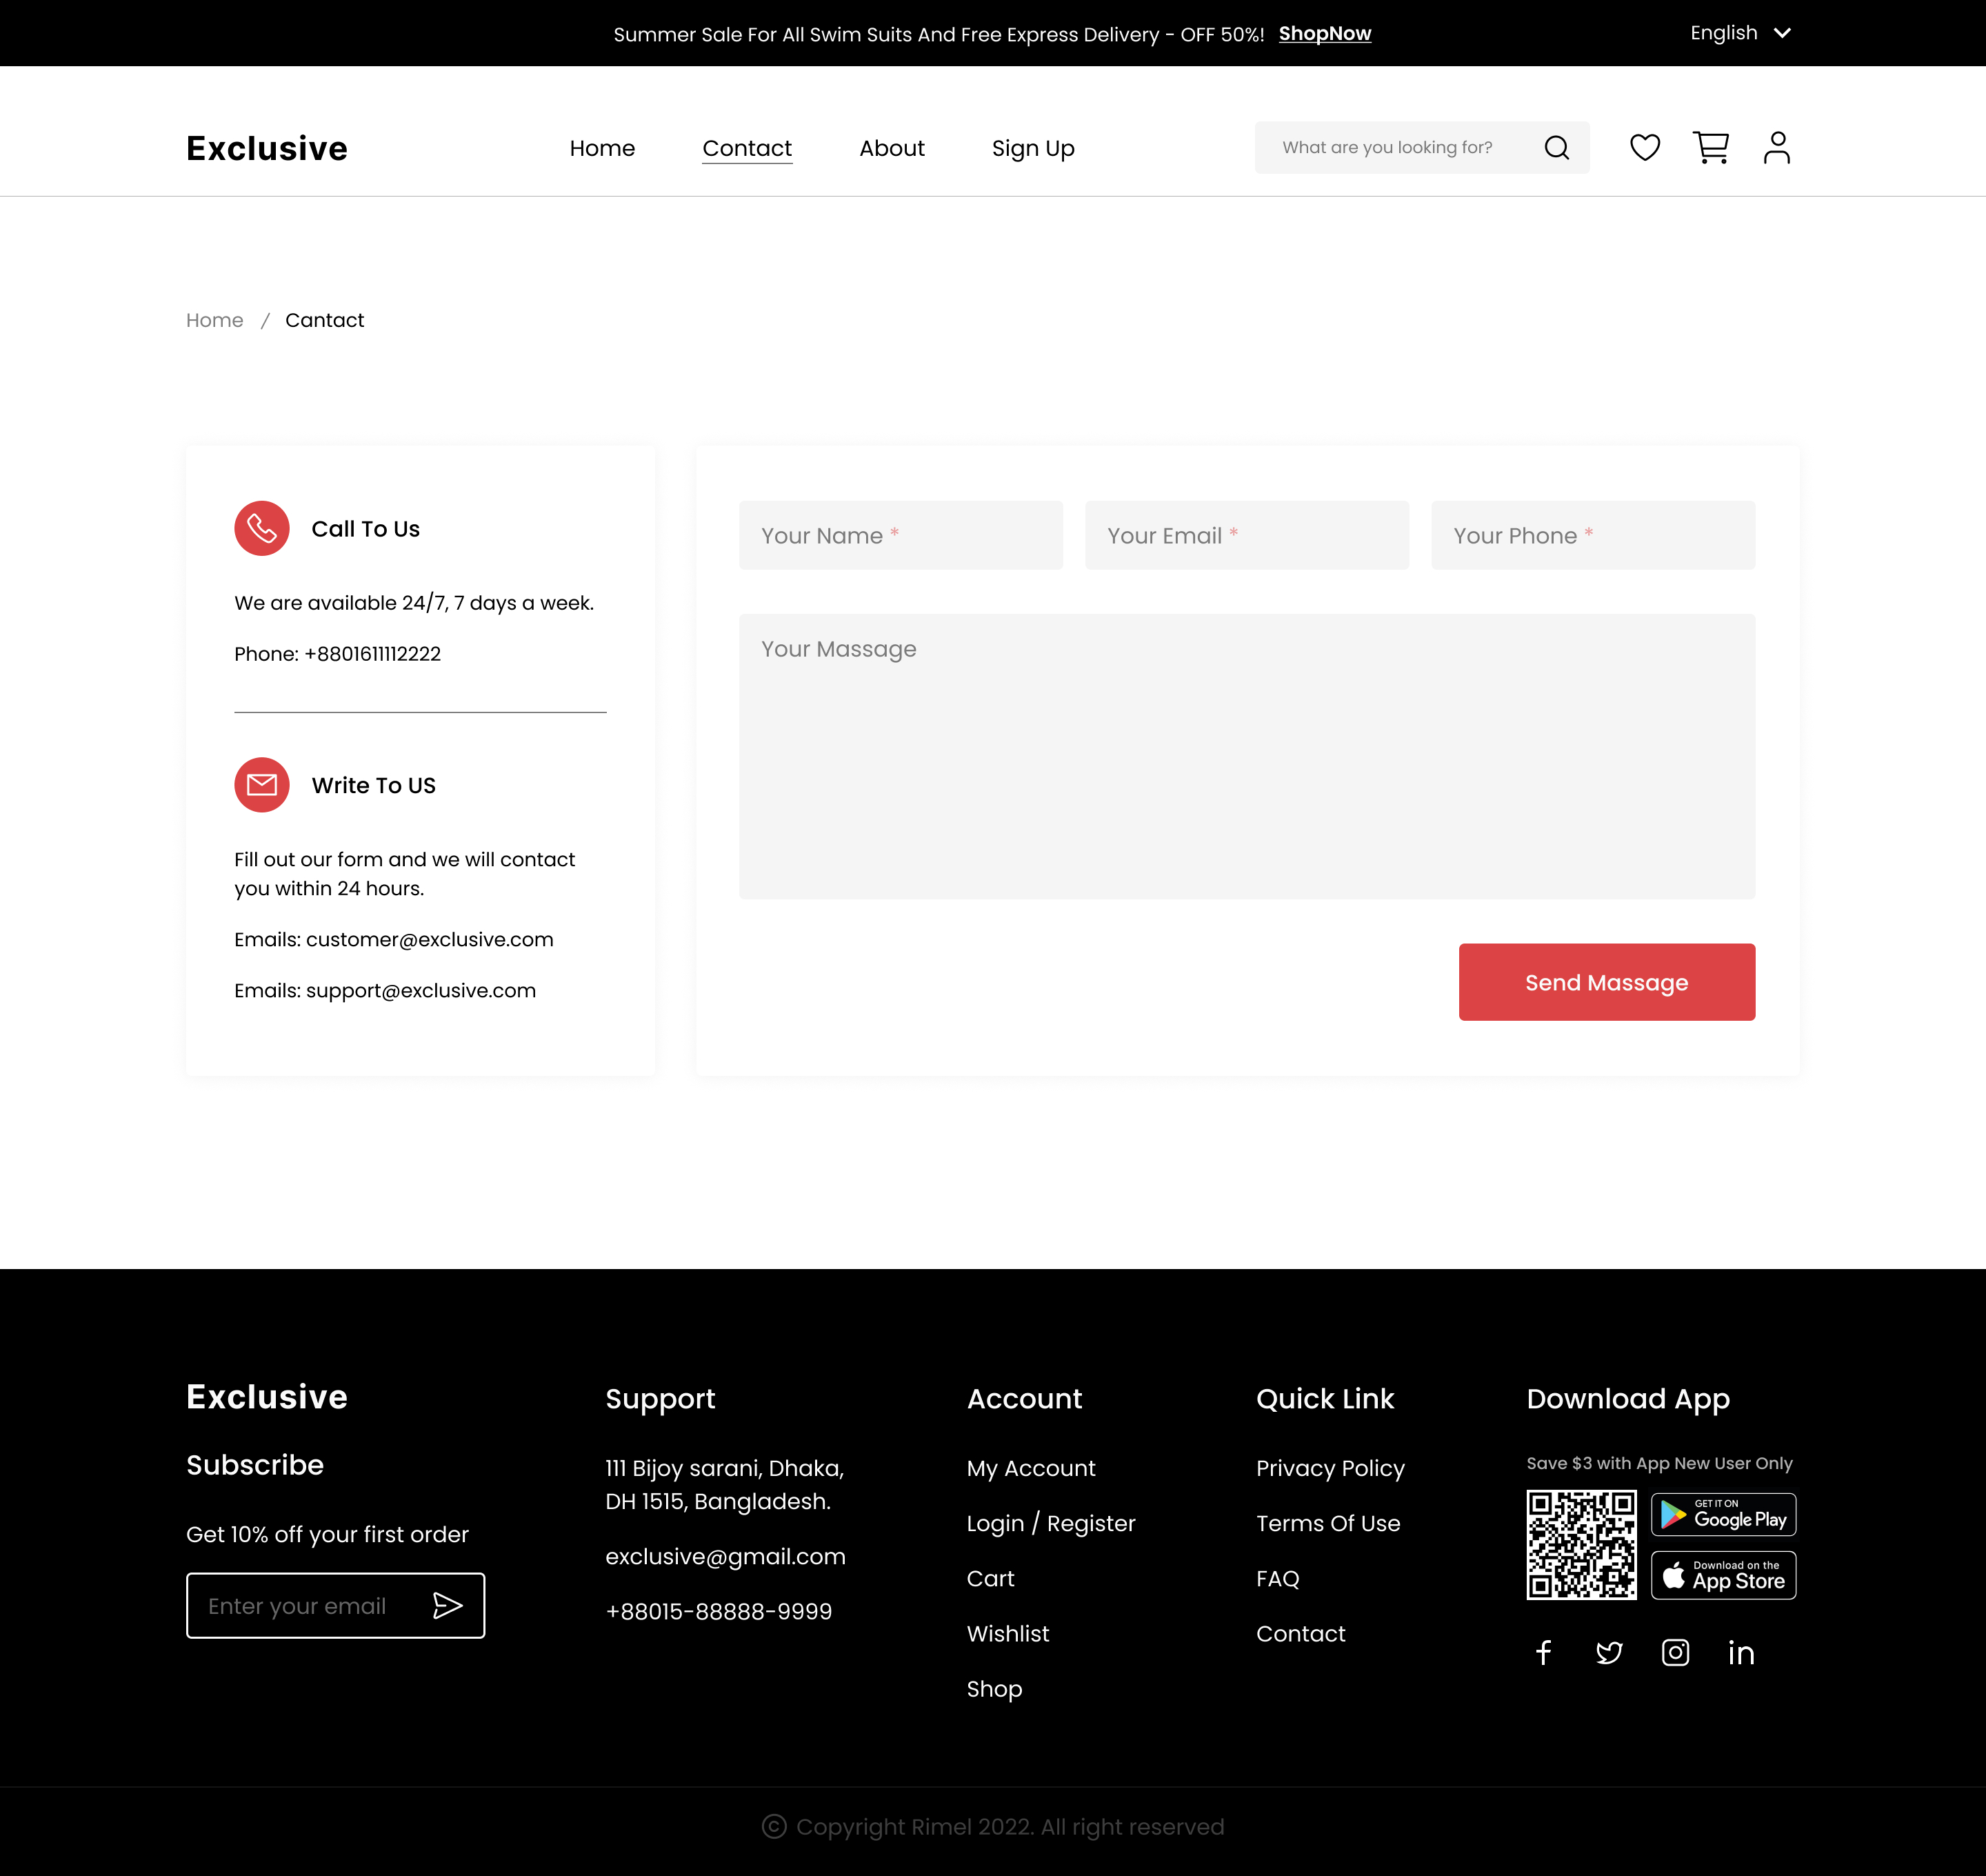 Summer Sale For All Swim Suits And Free Express Delivery - OFF 50%! ShopNow
English
Exclusive
Home
Contact
About
Sign Up
What are you looking for?
Home / Cantact
Call To Us
We are available 24/7, 7 days a week.
Phone: +8801611112222
Write To US
Fill out our form and we will contact
you within 24 hours.
Emails: customer@exclusive.com
Emails: support@exclusive.com
Your Name *
Your Email *
Your Phone *
Your Massage
Send Massage
Exclusive
Subscribe
Get 10% off your first order
Enter your email
Support
111 Bijoy sarani, Dhaka,
DH 1515, Bangladesh.
exclusive@gmail.com
+88015-88888-9999
Account
My Account
Login / Register
Cart
Wishlist
Shop
Quick Link
Privacy Policy
Terms Of Use
FAQ
Contact
Download App
Save $3 with App New User Only
GET IT ON
Google Play
Download on the
App Store
© Copyright Rimel 2022. All right reserved